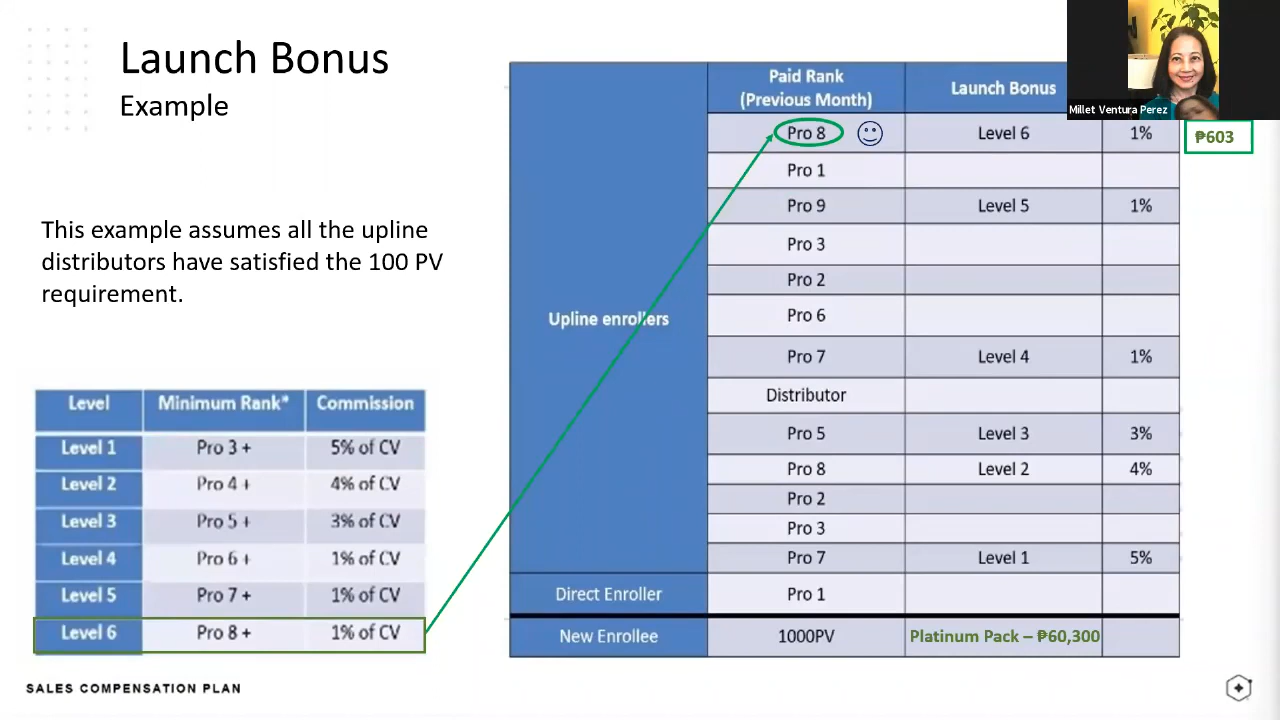 Launch Bonus
Example
This example assumes all the upline
distributors have satisfied the 100 PV
requirement.
Level Minimum Rank* Commission
Level 1 Pro 3 + 5% of CV
Level 2 Pro 4 + 4% of CV
Level 3 Pro 5 + 3% of CV
Level 4 Pro 6 + 1% of CV
Level 5 Pro 7 + 1% of CV
Level 6 Pro 8 + 1% of CV
SALES COMPENSATION PLAN
Paid Rank
(Previous Month) Launch Bonus
Pro 8 Level 6 1% ₱603
Pro 1
Pro 9 Level 5 1%
Pro 3
Pro 2
Upline enrollers Pro 6
Pro 7 Level 4 1%
Distributor
Pro 5 Level 3 3%
Pro 8 Level 2 4%
Pro 2
Pro 3
Pro 7 Level 1 5%
Direct Enroller Pro 1
New Enrollee 1000PV Platinum Pack – ₱60,300
Millet Ventura Perez